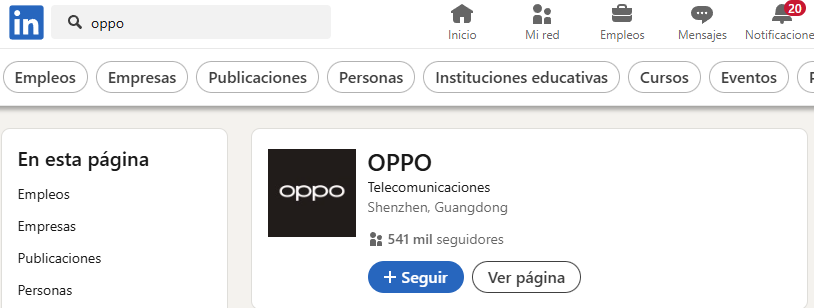 in
oppo
Inicio
Mi red
Empleos
Mensajes
20
Notificacione
Empleos
Empresas
Publicaciones
Personas
Instituciones educativas
Cursos
Eventos
En esta página
Empleos
Empresas
Publicaciones
Personas
oppo
OPPO
Telecomunicaciones
Shenzhen, Guangdong
541 mil seguidores
+ Seguir
Ver página